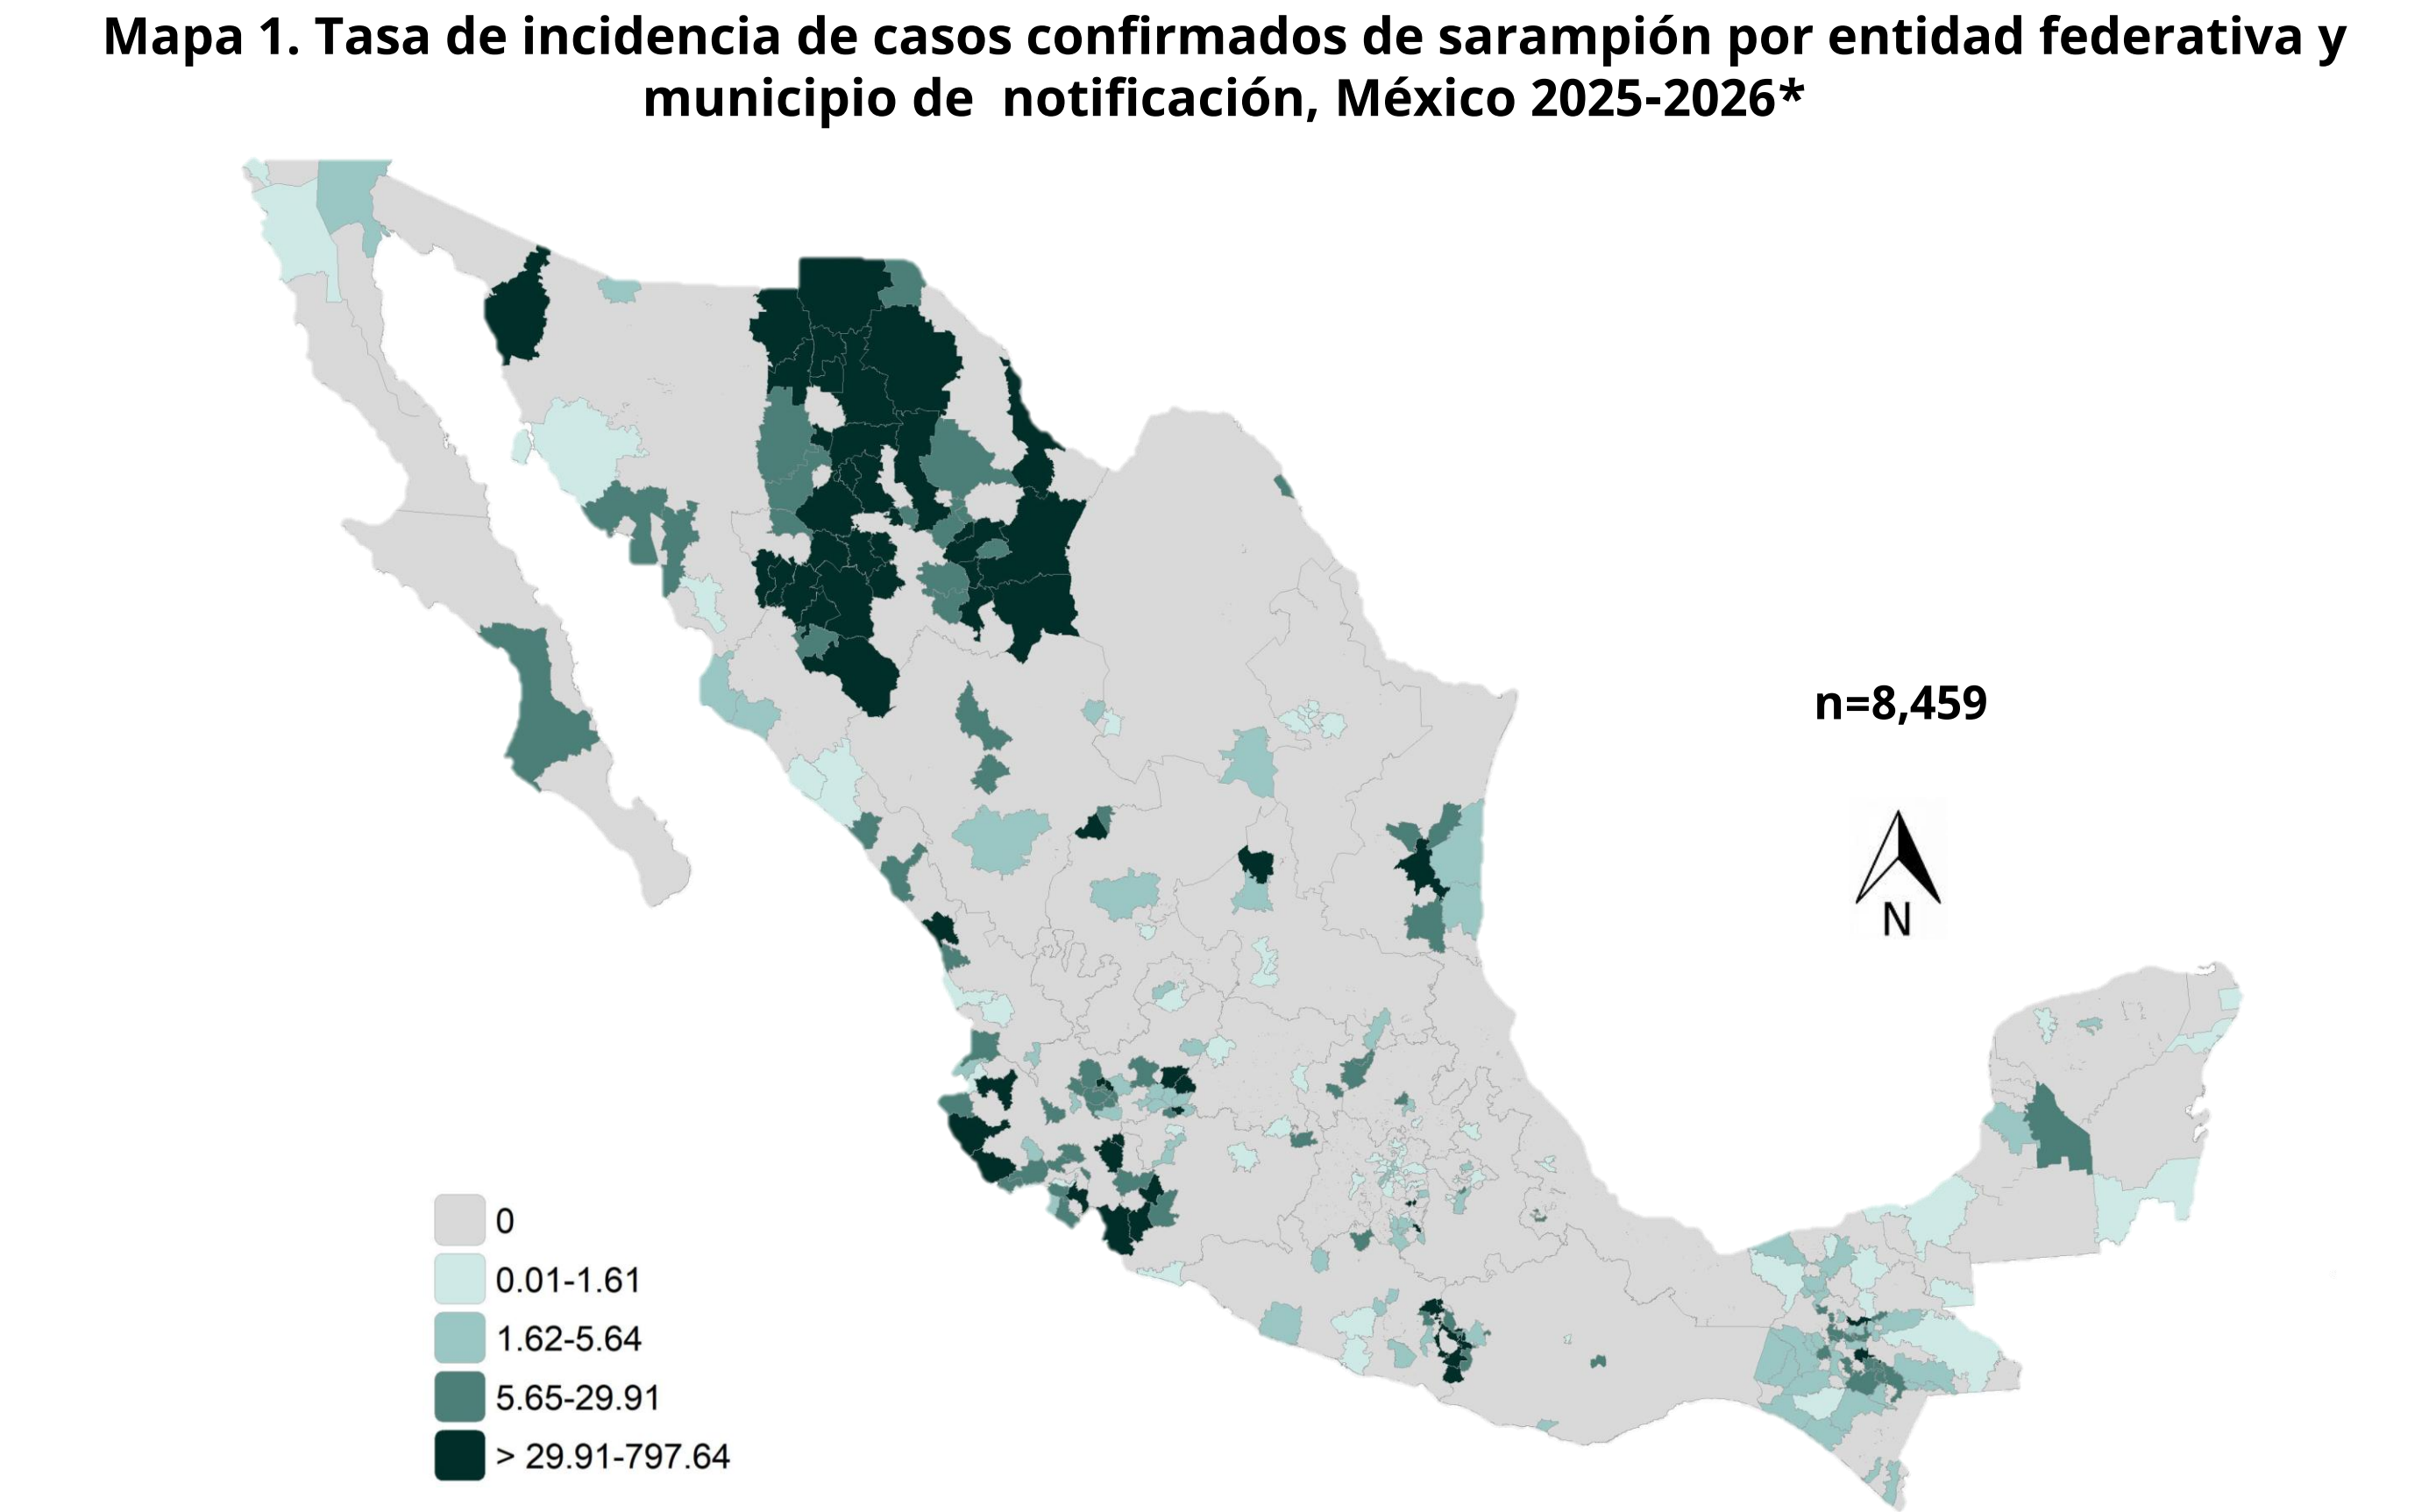 Mapa 1. Tasa de incidencia de casos confirmados de sarampión por entidad federativa y
municipio de  notificación, México 2025-2026*
n=8,459
N
0
0.01-1.61
1.62-5.64
5.65-29.91
> 29.91-797.64